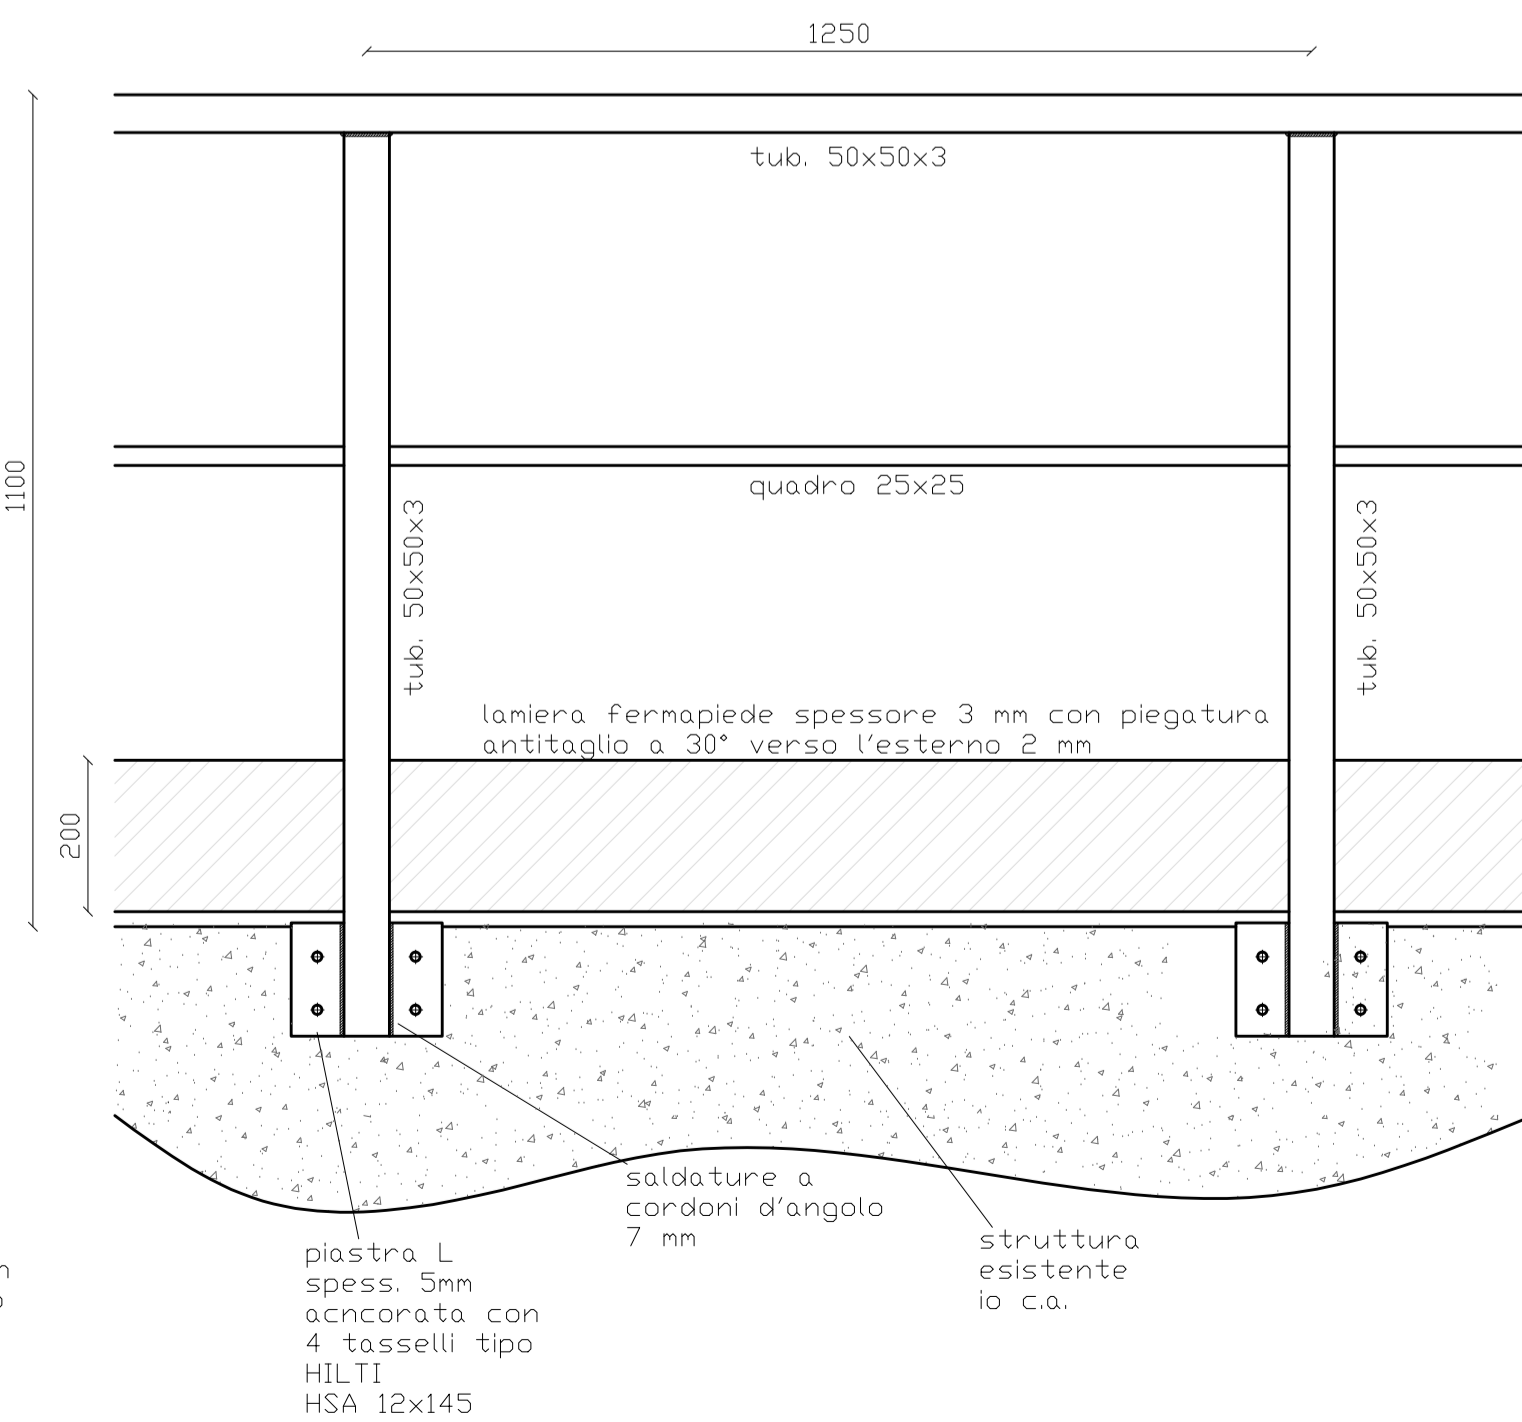 1250
tub. 50x50x3
1100
quadro 25x25
tub. 50x50x3
tub. 50x50x3
lamiera fermapiede spessore 3 mm con piegatura
antitaglio a 30° verso l'esterno 2 mm
200
saldature a
cordoni d'angolo
7 mm
struttura
esistente
io c.a.
piastra L
spess. 5mm
acncorata con
4 tasselli tipo
HILTI
HSA 12x145